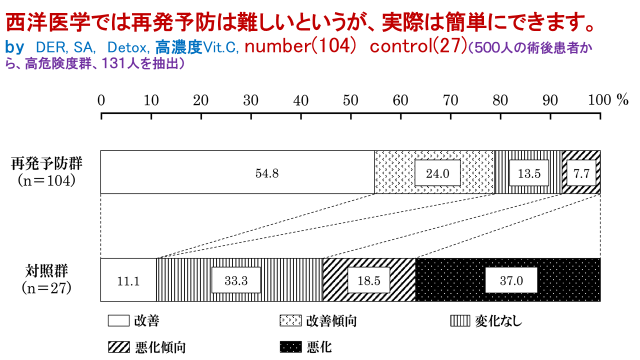 西洋医学では再発予防は難しいというが、実際は簡単にできます。
by DER, SA, Detox, 高濃度Vit.C, number(104) control(27)(500人の術後患者か
ら、高危険度群、131人を抽出)
0 10 20 30 40 50 60 70 80 90 100 %
再発予防群
(n=104)
54.8 24.0 13.5 7.7
対照群
(n=27)
11.1 33.3 18.5 37.0
改善 改善傾向 変化なし
悪化傾向 悪化